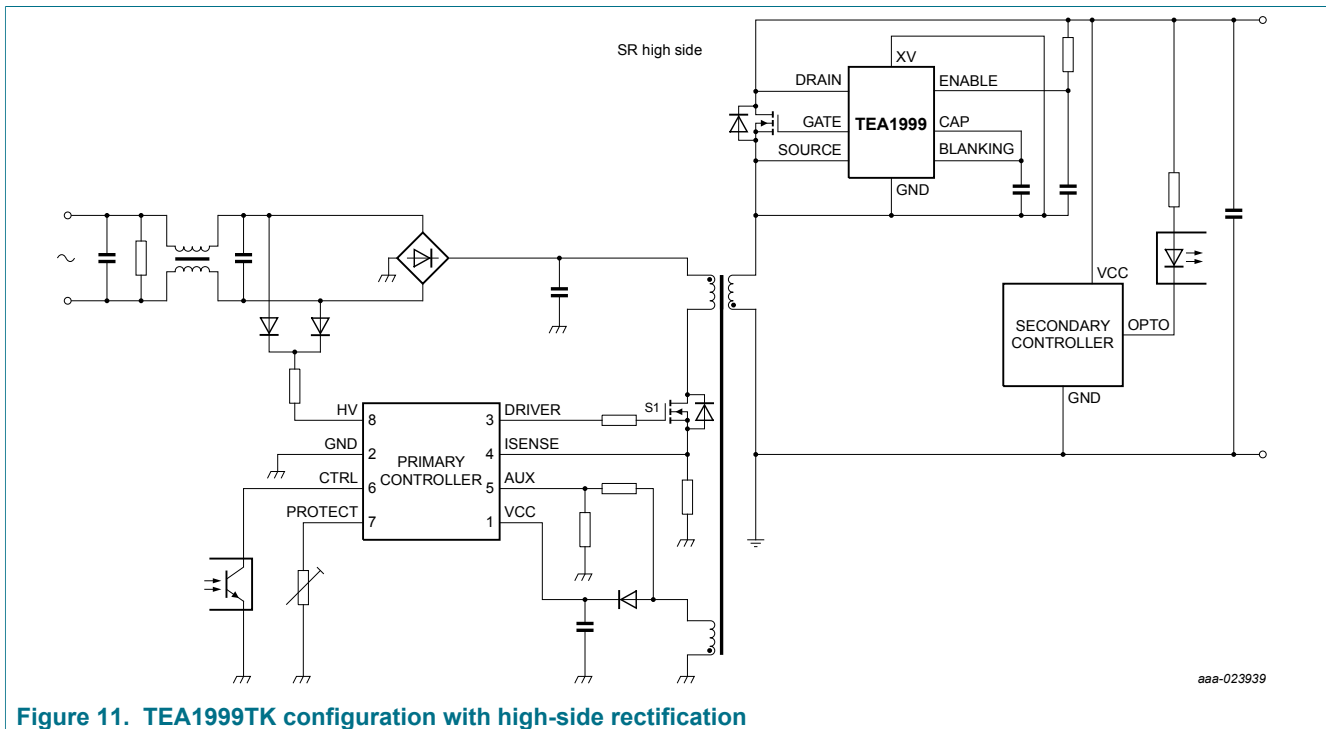 SR high side
XV
DRAIN
ENABLE
GATE
TEA1999
CAP
SOURCE
BLANKING
GND
VCC
SECONDARY
CONTROLLER
OPTO
GND
HV
8
3
DRIVER
S1
GND
2
4
ISENSE
PRIMARY
CONTROLLER
CTRL
6
5
AUX
PROTECT
7
1
VCC
aaa-023939
Figure 11. TEA1999TK configuration with high-side rectification